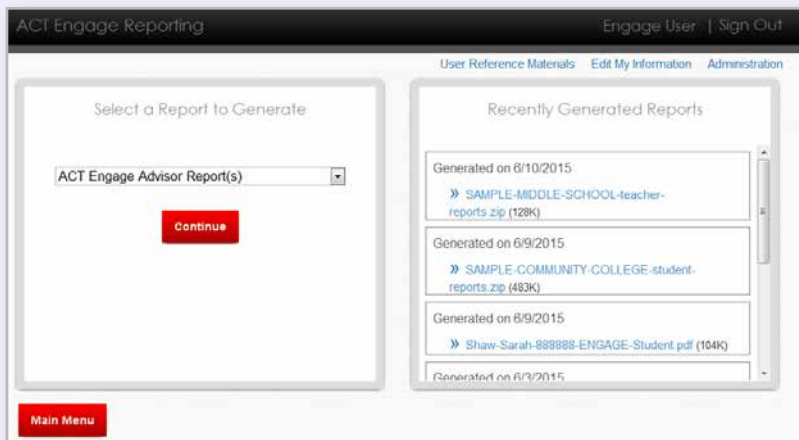 ACT Engage Reporting
Engage User | Sign Out
User Reference Materials Edit My Information Administration
Select a Report to Generate
ACT Engage Advisor Report(s)
Continue
Recently Generated Reports
Generated on 6/10/2015
» SAMPLE-MIDDLE-SCHOOL-teacher-
reports.zip (128K)
Generated on 6/9/2015
» SAMPLE-COMMUNITY-COLLEGE-student-
reports.zip (483K)
Generated on 6/9/2015
» Shaw-Sarah-888888-ENGAGE-Student.pdf (104K)
Generated on 6/3/2015
Main Menu